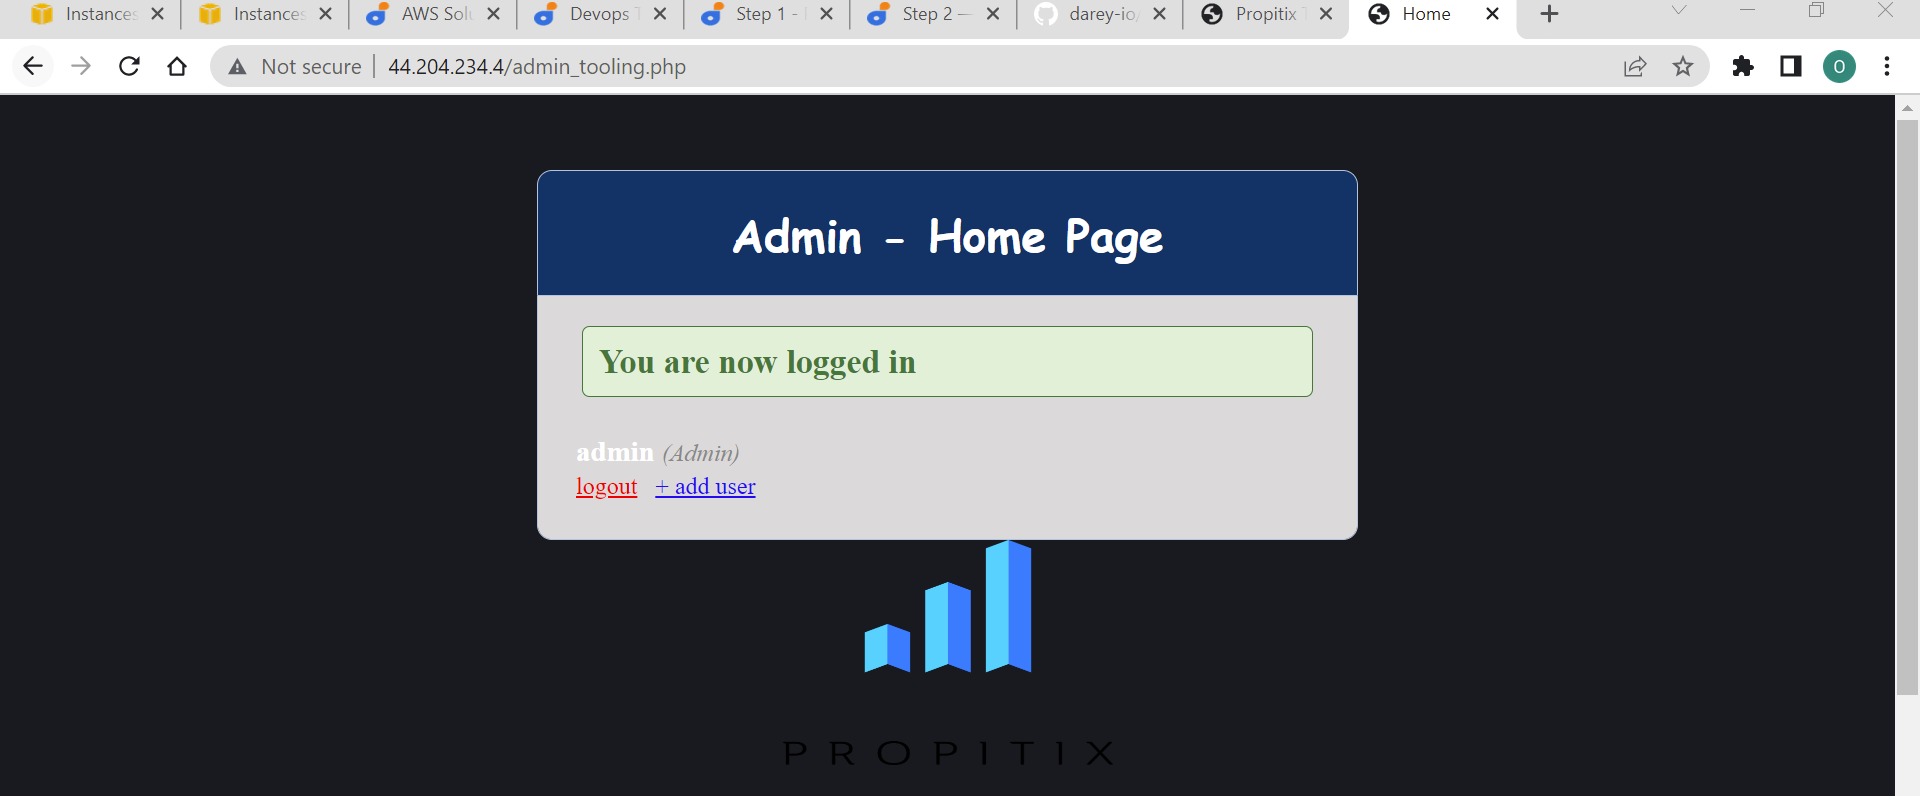 Instances Instances AWS Solu Devops T Step 1 - Step 2 — darey-io/ Propitix T Home
Not secure 44.204.234.4/admin_tooling.php O
Admin - Home Page
You are now logged in
admin (Admin)
logout + add user
PROPITIX